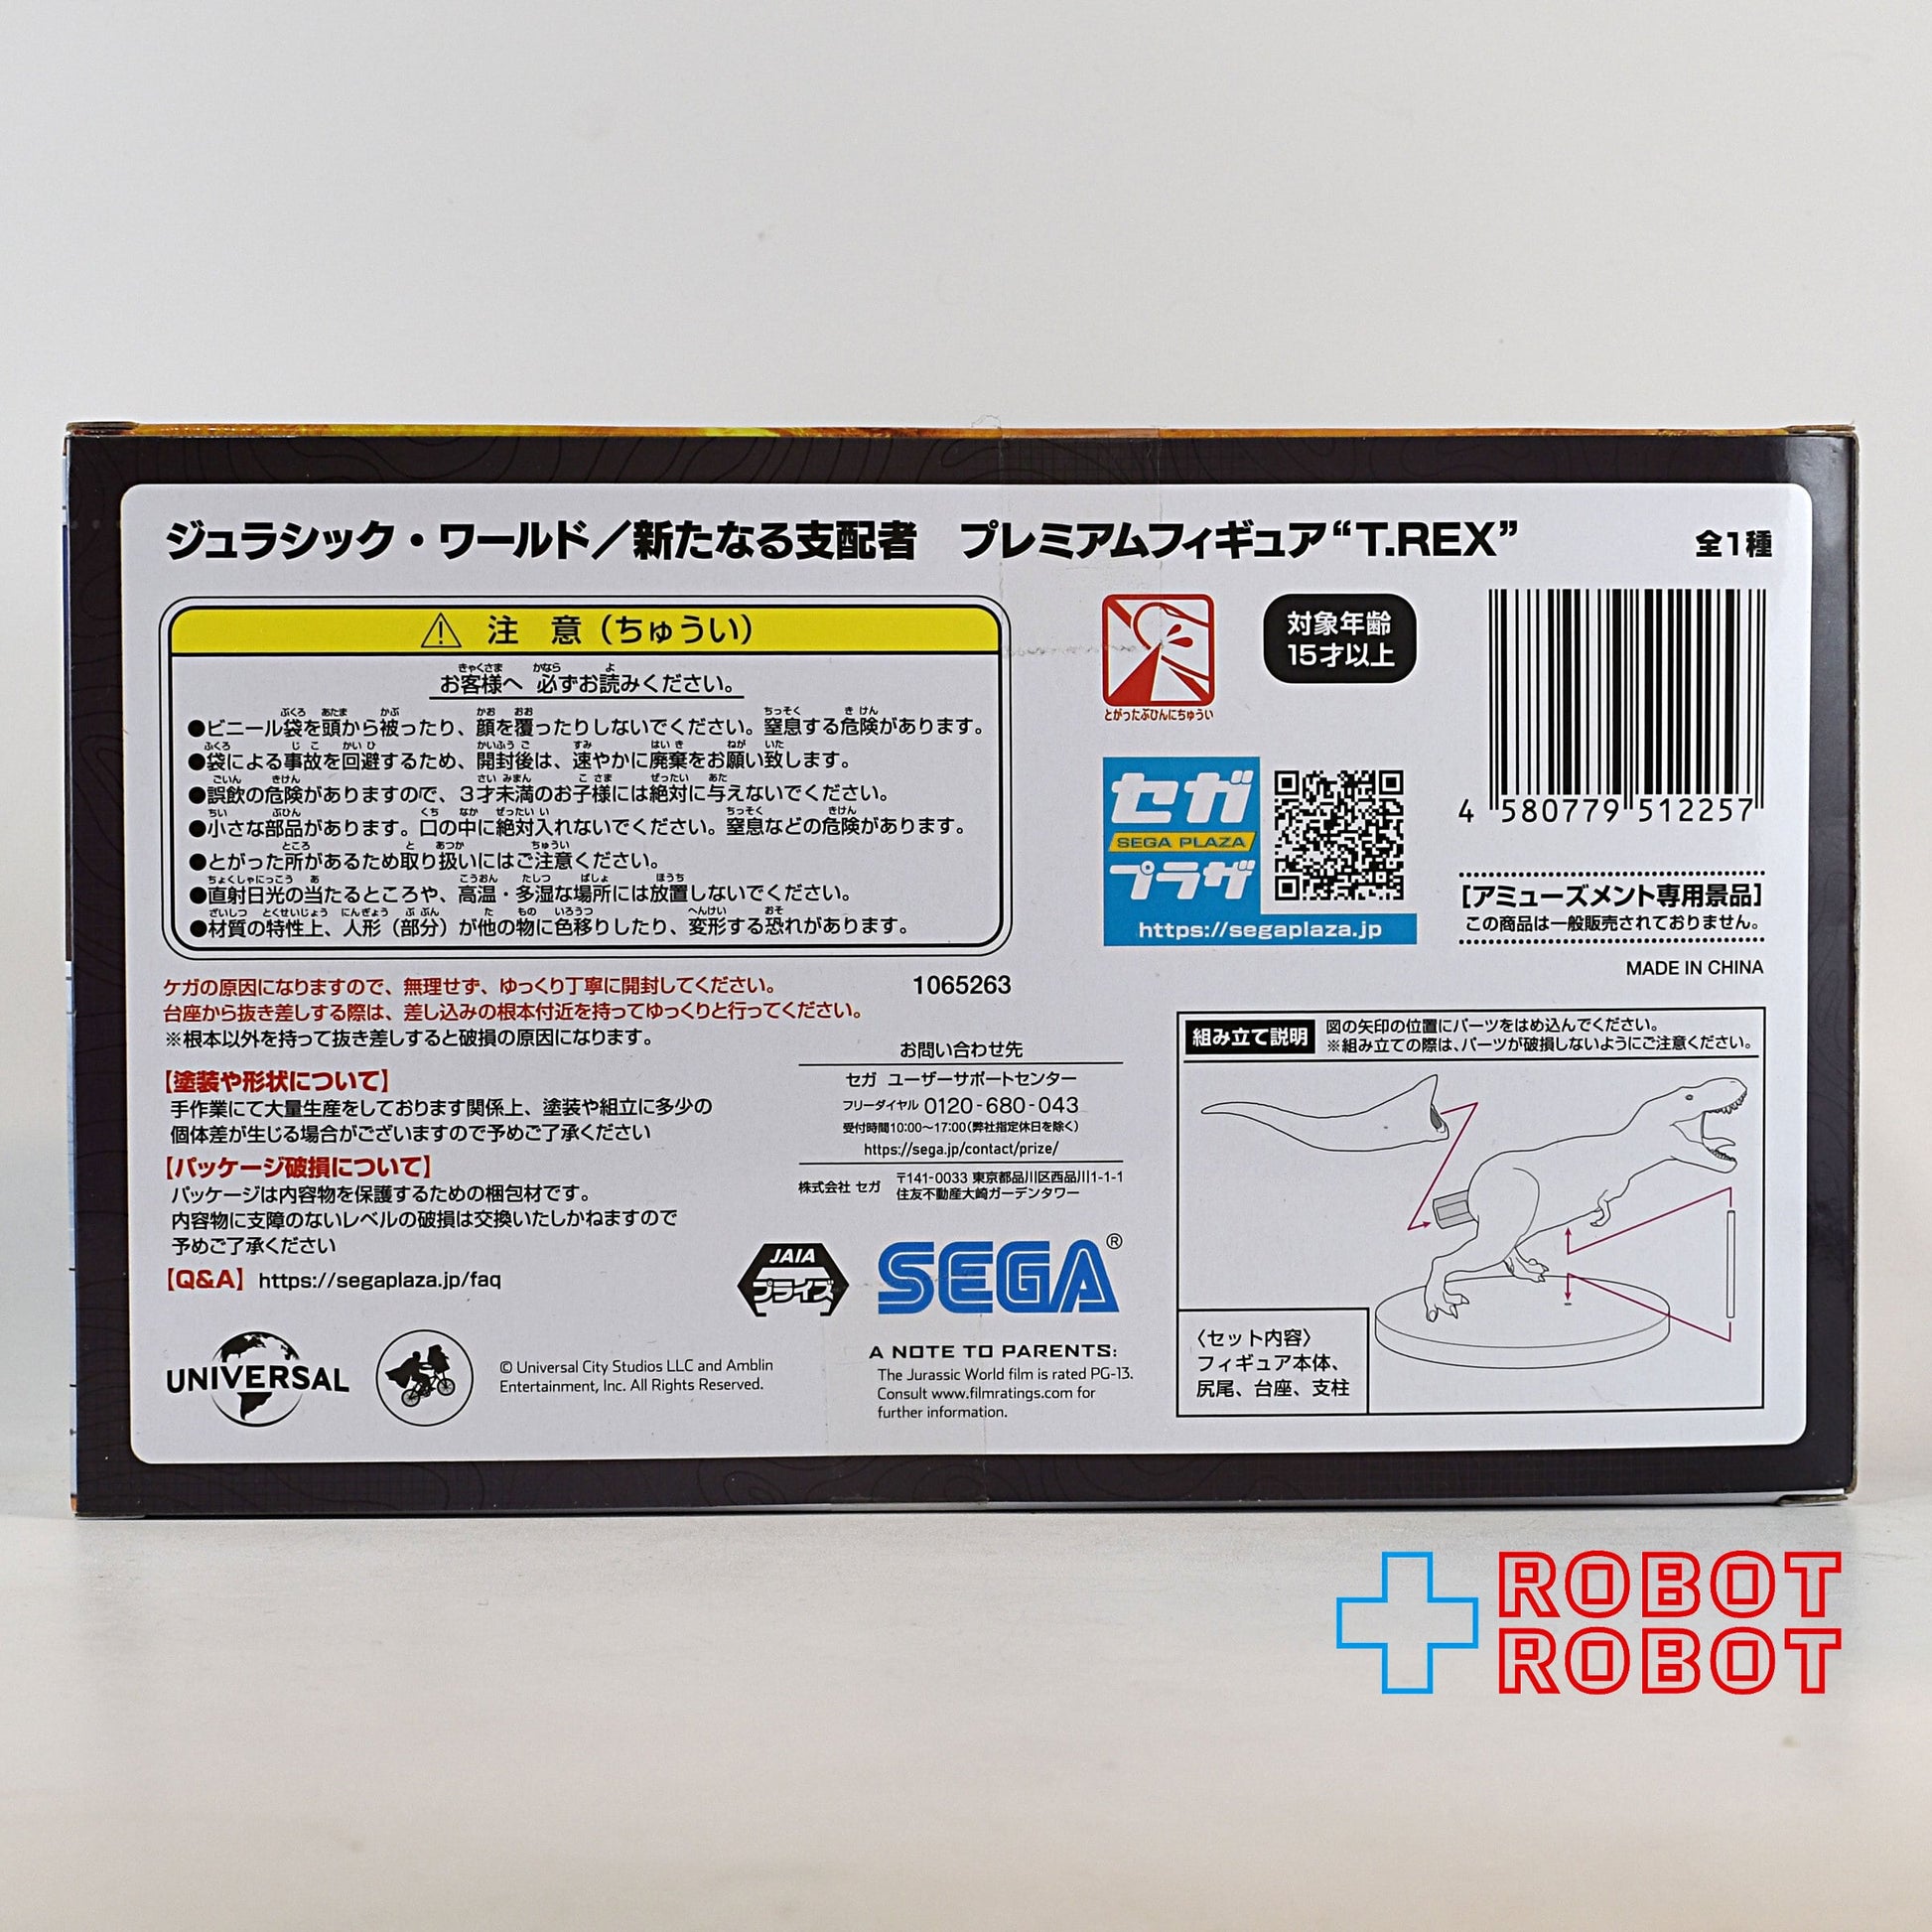 ジュラシック・ワールド／新たなる支配者　プレミアムフィギュア“T.REX”
全1種
注　意（ちゅうい）
お客様へ 必ずお読みください。
●ビニール袋を頭から被ったり、顔を覆ったりしないでください。窒息する危険があります。
●袋による事故を回避するため、開封後は、速やかに廃棄をお願い致します。
●誤飲の危険がありますので、３才未満のお子様には絶対に与えないでください。
●小さな部品があります。口の中に絶対入れないでください。窒息などの危険があります。
●とがった所があるため取り扱いにはご注意ください。
●直射日光の当たるところや、高温・多湿な場所には放置しないでください。
●材質の特性上、人形（部分）が他の物に色移りしたり、変形する恐れがあります。
ケガの原因になりますので、無理せず、ゆっくり丁寧に開封してください。
1065263
台座から抜き差しする際は、差し込みの根本付近を持ってゆっくりと行ってください。
※根本以外を持って抜き差しすると破損の原因になります。
【塗装や形状について】
手作業にて大量生産をしております関係上、塗装や組立に多少の
個体差が生じる場合がございますので予めご了承ください
【パッケージ破損について】
パッケージは内容物を保護するための梱包材です。
内容物に支障のないレベルの破損は交換いたしかねますので
予めご了承ください
【Q&A】 https://segaplaza.jp/faq
お問い合わせ先
セガ ユーザーサポートセンター
フリーダイヤル 0120-680-043
受付時間10:00〜17:00（弊社指定休日を除く）
https://sega.jp/contact/prize/
株式会社 セガ
〒141-0033 東京都品川区西品川1-1-1
住友不動産大崎ガーデンタワー
JAIA
プライズ
SEGA®
UNIVERSAL
© Universal City Studios LLC and Amblin
Entertainment, Inc. All Rights Reserved.
A NOTE TO PARENTS:
The Jurassic World film is rated PG-13.
Consult www.filmratings.com for
further information.
とがったぶひんにちゅうい
対象年齢
15才以上
セガ
SEGA PLAZA
プラザ
https://segaplaza.jp
4 580779 512257
［アミューズメント専用景品］
この商品は一般販売されておりません。
MADE IN CHINA
組み立て説明
図の矢印の位置にパーツをはめ込んでください。
※組み立ての際は、パーツが破損しないようにご注意ください。
〈セット内容〉
フィギュア本体、
尻尾、台座、支柱
ROBOT
ROBOT